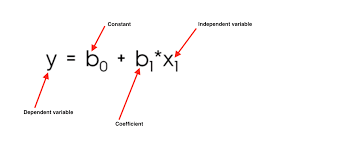 Constant
Independent variable
y = b₀ + b₁*x₁
Dependent variable
Coefficient